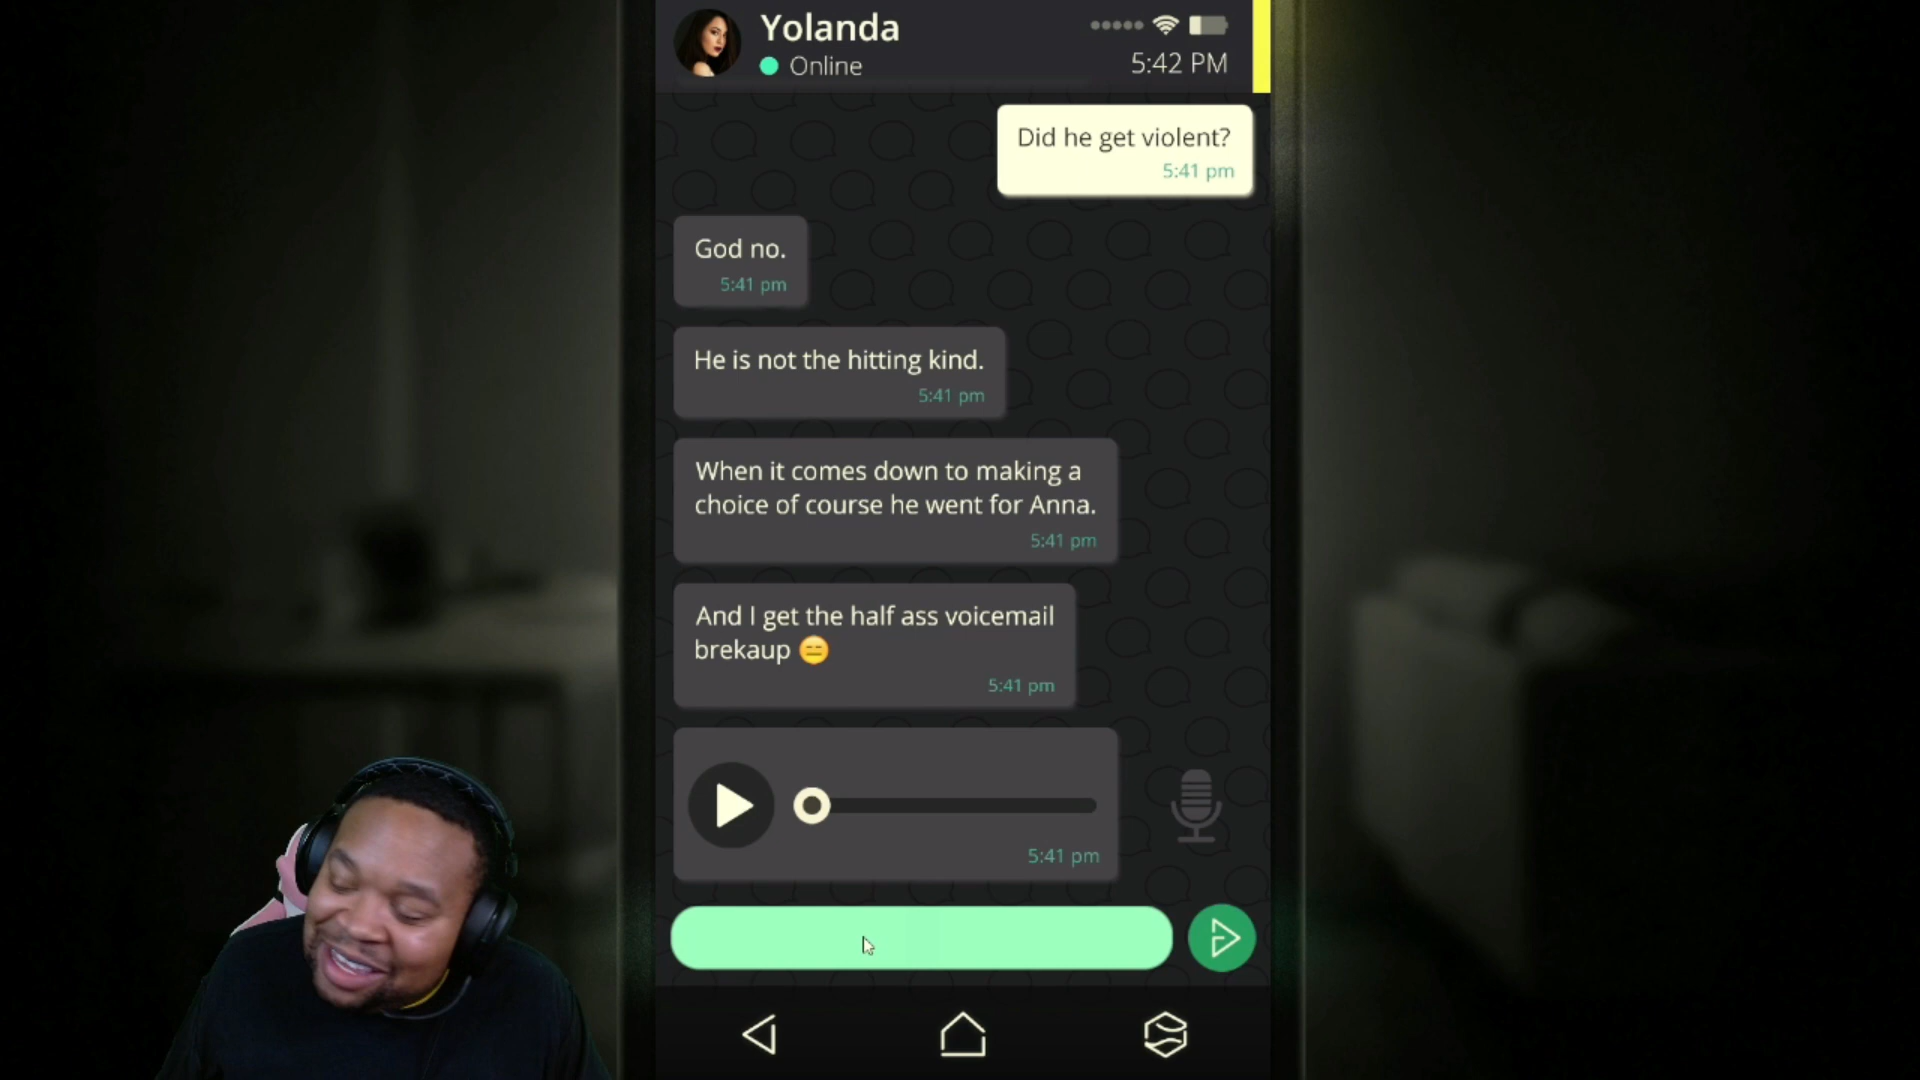 Yolanda
Online
5:42 PM
Did he get violent?
5:41 pm
God no.
5:41 pm
He is not the hitting kind.
5:41 pm
When it comes down to making a
choice of course he went for Anna.
5:41 pm
And I get the half ass voicemail
brekaup 😑
5:41 pm
5:41 pm